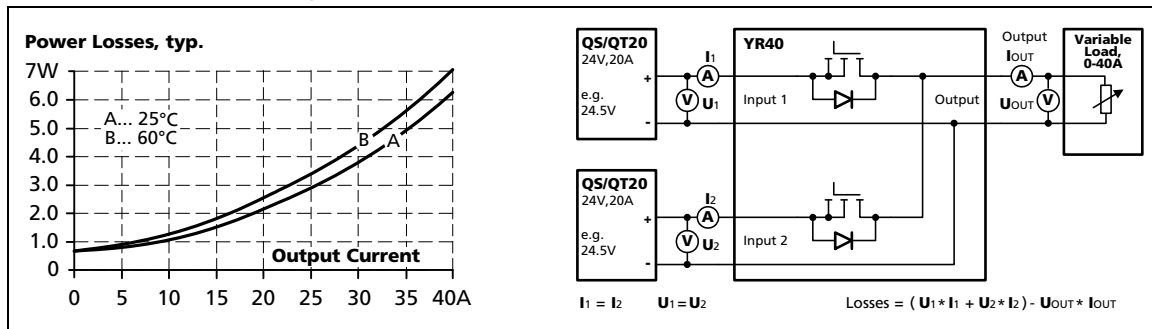 Power Losses, typ.
7W
6.0
5.0
4.0
3.0
2.0
1.0
0
A... 25°C
B... 60°C
B
A
Output Current
0 5 10 15 20 25 30 35 40A
QS/QT20
24V,20A
e.g.
24.5V
+
-
I1
A
V
U1
YR40
Input 1
Output
Output
IOUT
A
UOUT
V
Variable
Load,
0-40A
QS/QT20
24V,20A
e.g.
24.5V
+
-
I2
A
V
U2
Input 2
I1 = I2 U1 = U2 Losses = ( U1 * I1 + U2 * I2 ) - UOUT * IOUT